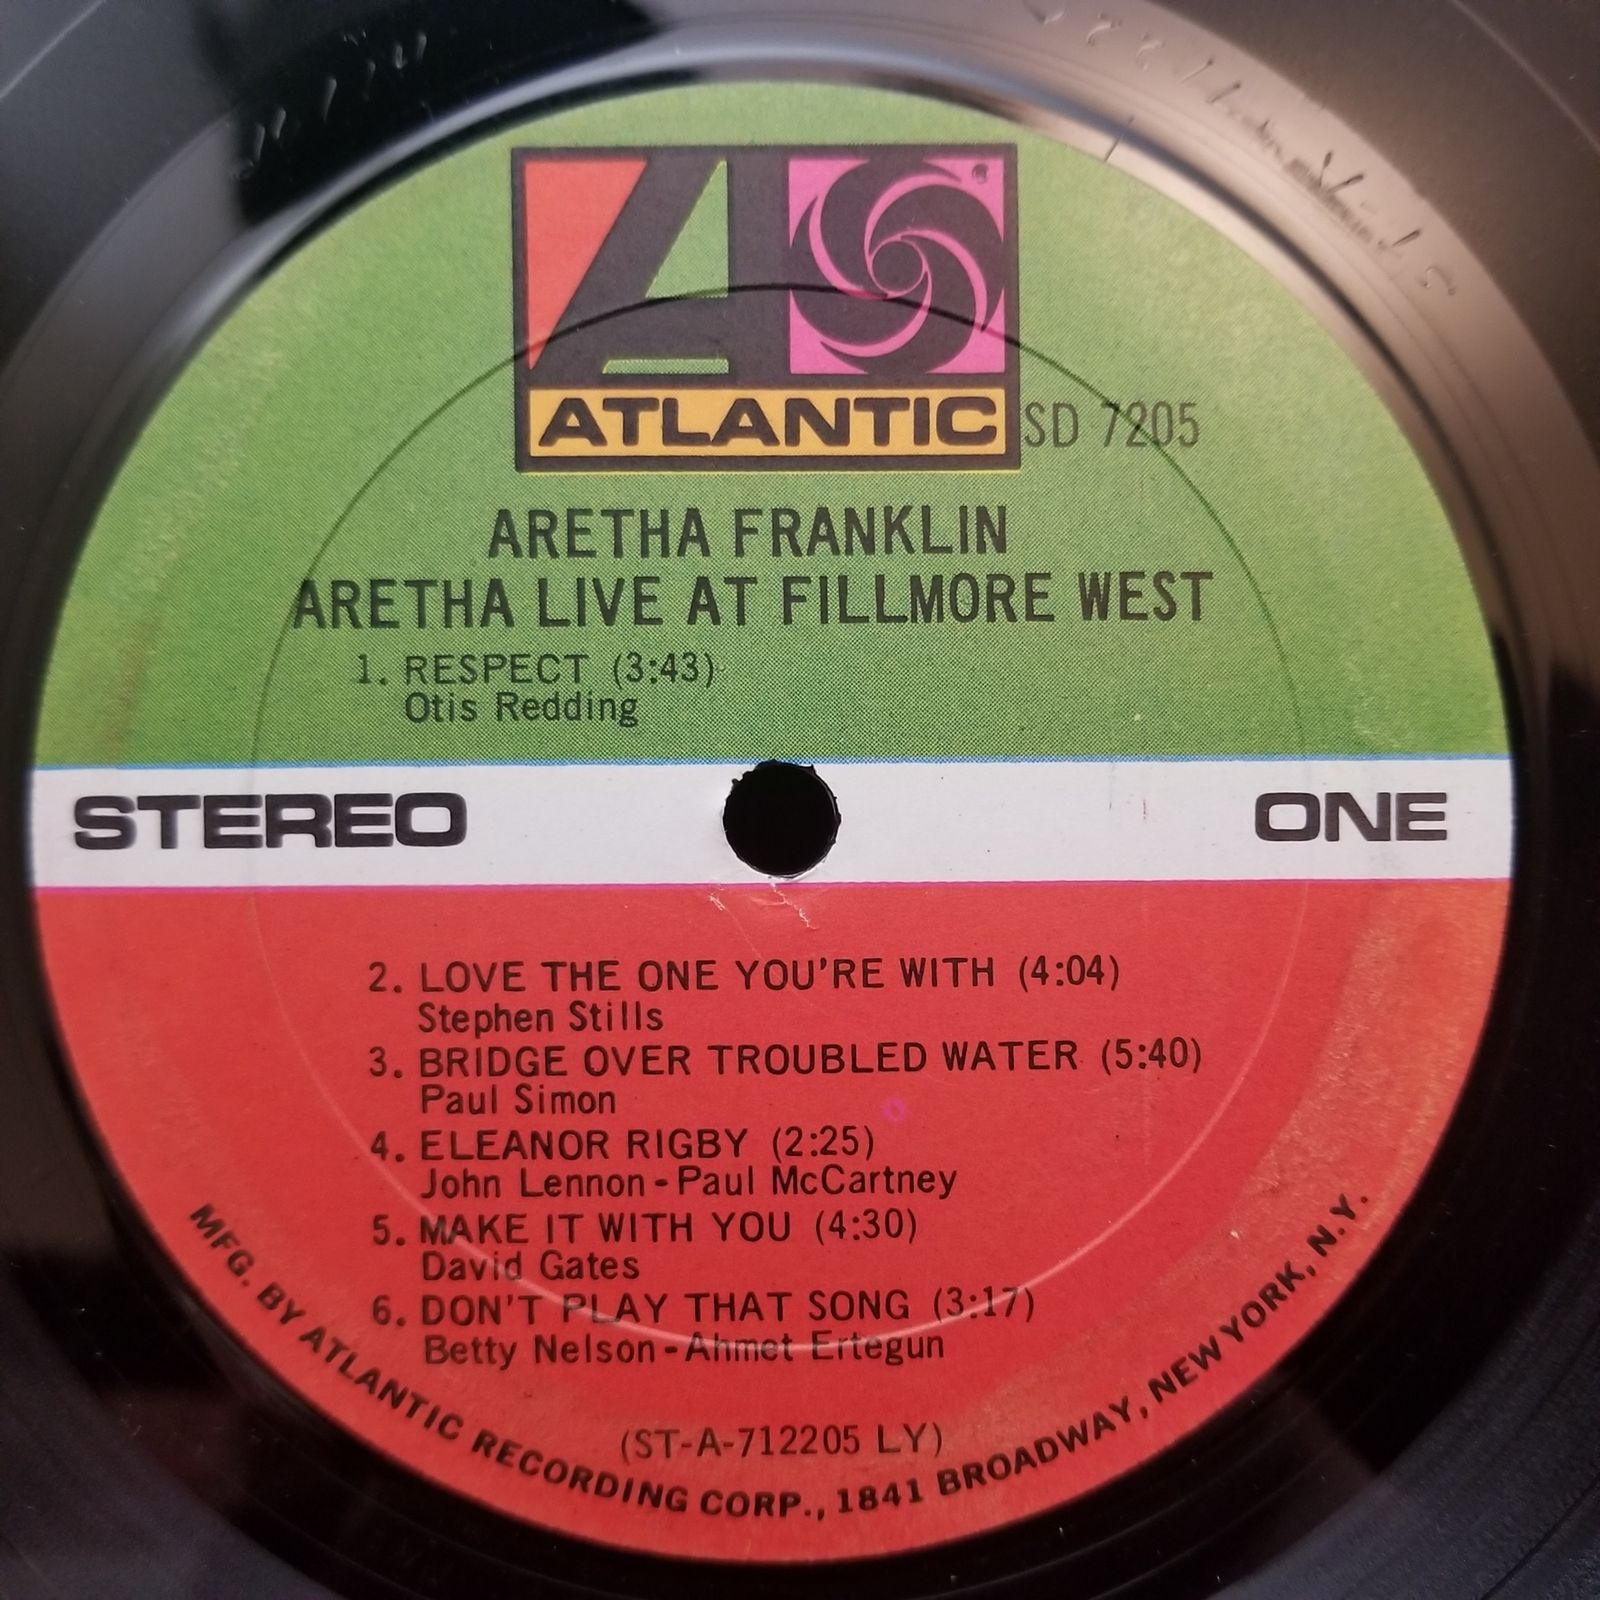 ATLANTIC
SD 7205
ARETHA FRANKLIN
ARETHA LIVE AT FILLMORE WEST
1. RESPECT (3:43)
Otis Redding
STEREO
ONE
2. LOVE THE ONE YOU'RE WITH (4:04)
Stephen Stills
3. BRIDGE OVER TROUBLED WATER (5:40)
Paul Simon
4. ELEANOR RIGBY (2:25)
John Lennon-Paul McCartney
5. MAKE IT WITH YOU (4:30)
David Gates
6. DON'T PLAY THAT SONG (3:17)
Betty Nelson-Ahmet Ertegun
(ST-A-712205 LY)
MFG. BY ATLANTIC RECORDING CORP., 1841 BROADWAY, NEW YORK, N.Y.